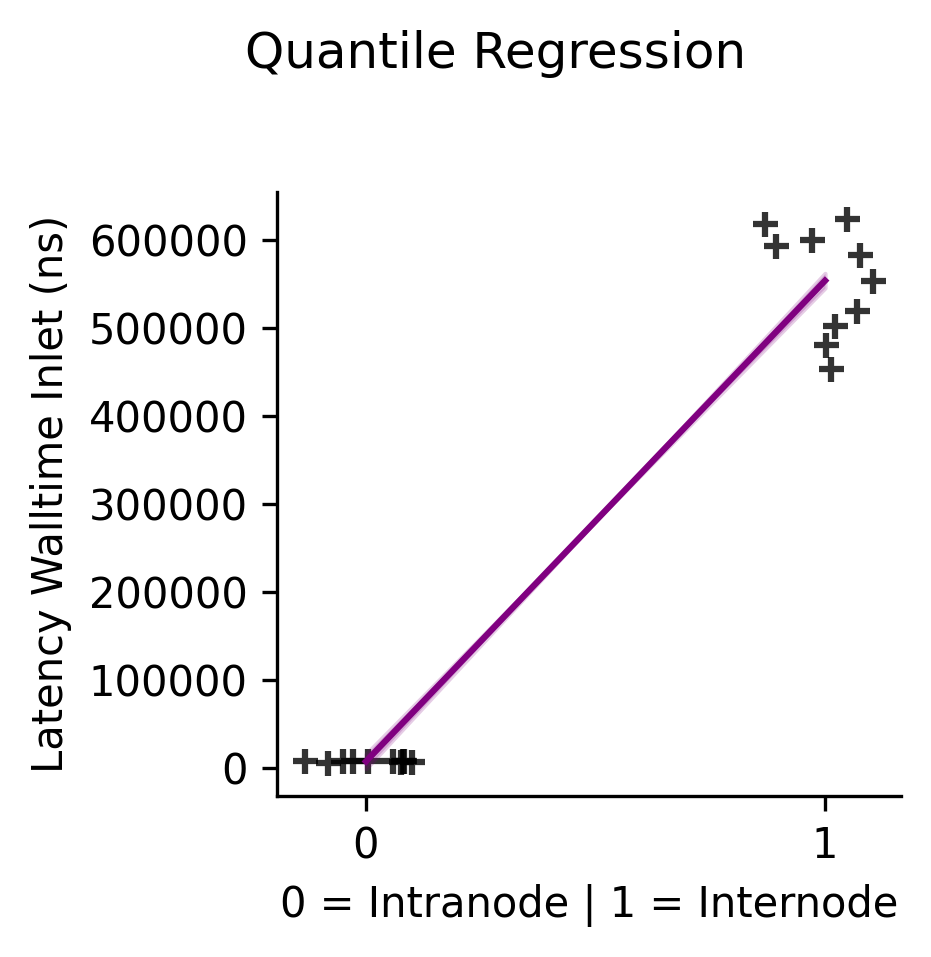 Quantile Regression
Latency Walltime Inlet (ns)
600000
500000
400000
300000
200000
100000
0
0 1
0 = Intranode | 1 = Internode